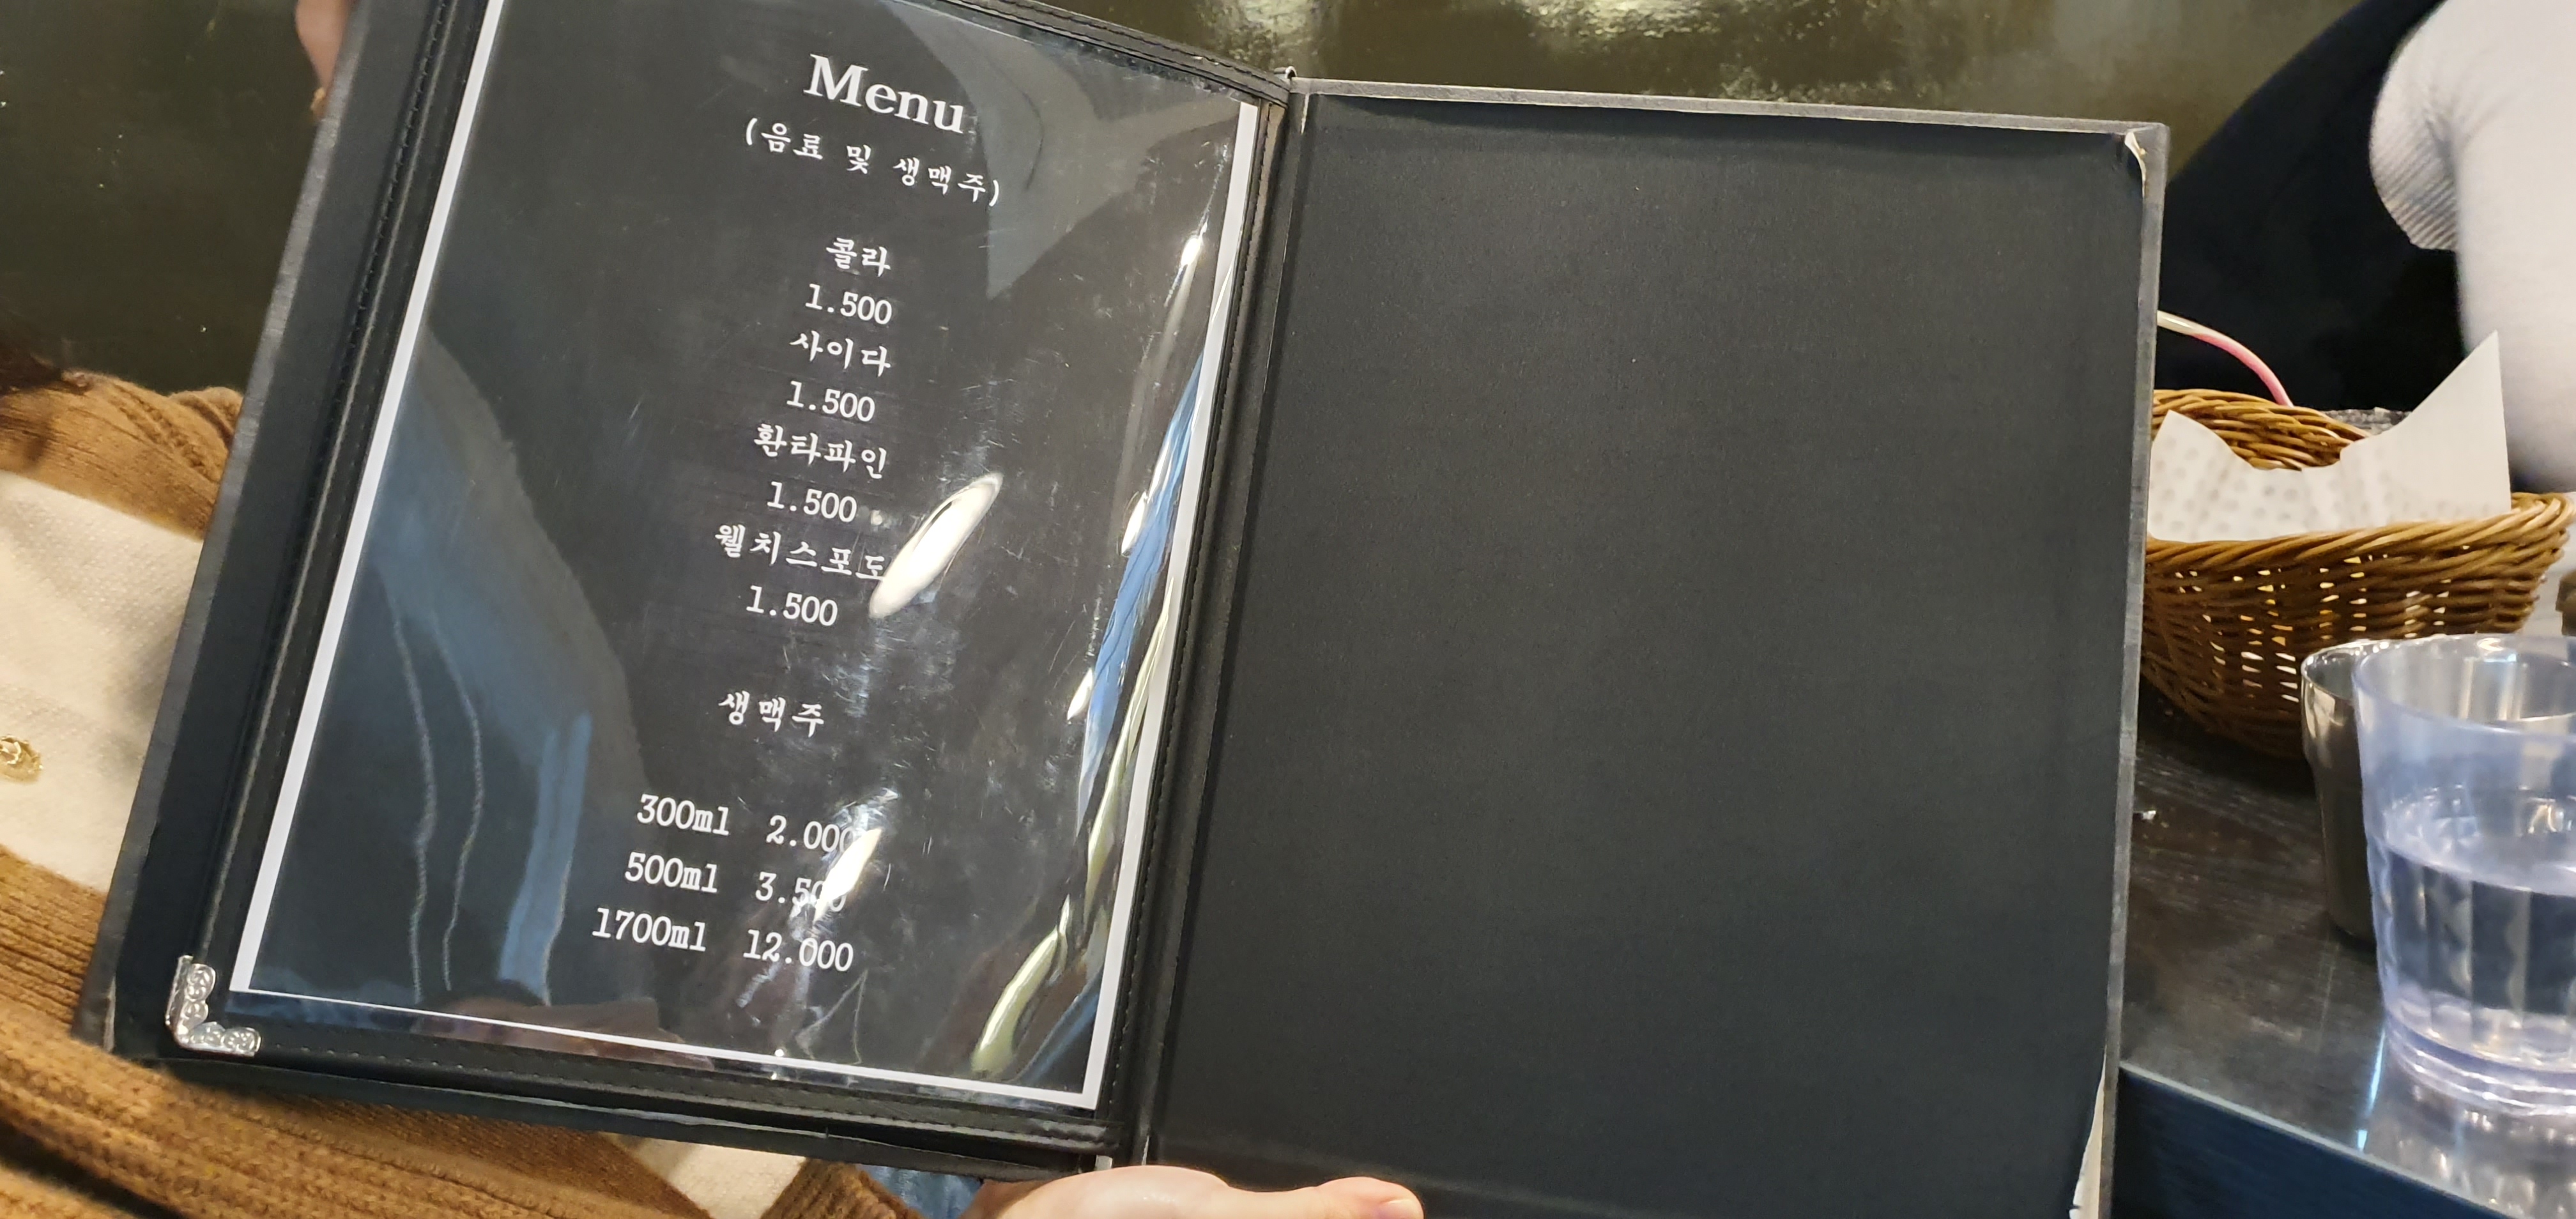 Menu
(음료 및 생맥주)
콜라
1.500
사이다
1.500
환타파인
1.500
웰치스포도
1.500
생맥주
300ml 2.000
500ml 3.500
1700ml 12.000